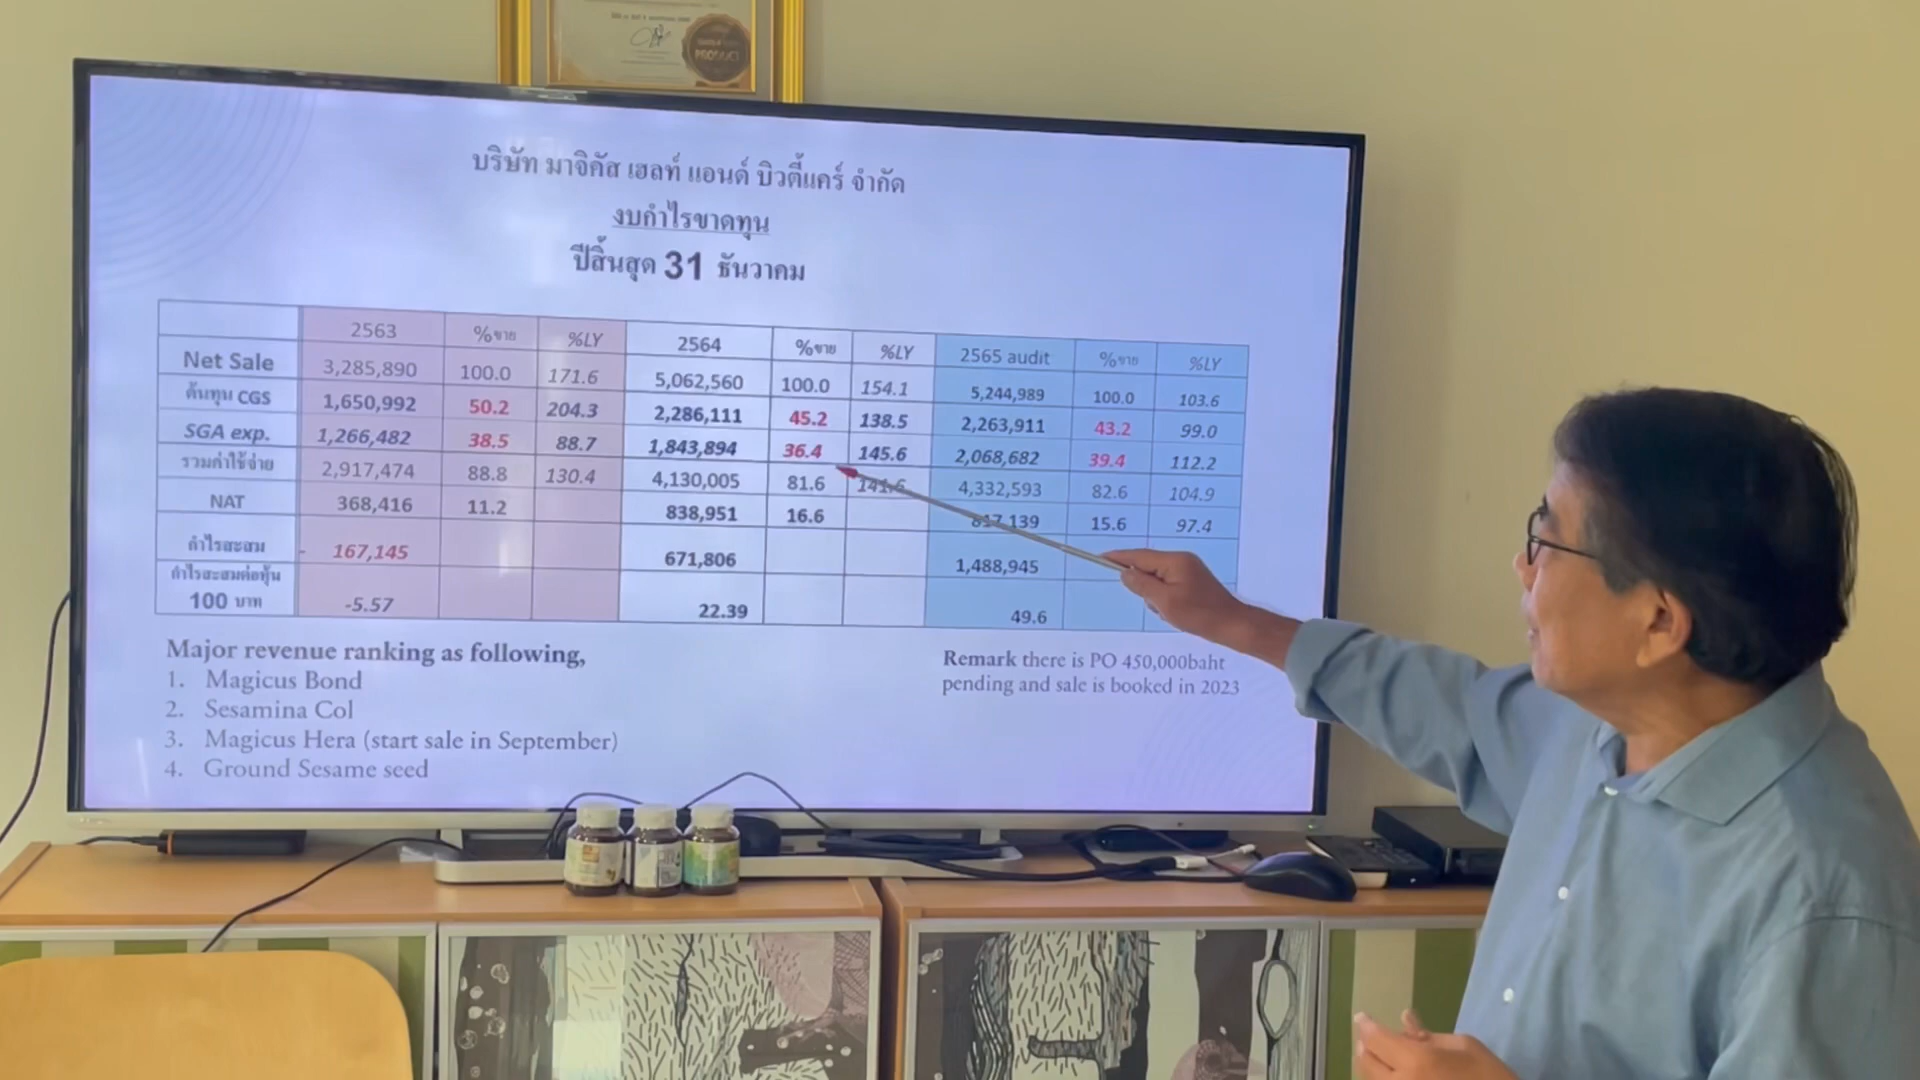 PRODUCT
บริษัท มาจิคัส เฮลท์ แอนด์ บิวตี้แคร์ จำกัด
งบกำไรขาดทุน
ปีสิ้นสุด 31 ธันวาคม
2563 %ขาย %LY 2564 %ขาย %LY 2565 audit %ขาย %LY
Net Sale 3,285,890 100.0 171.6 5,062,560 100.0 154.1 5,244,989 100.0 103.6
ต้นทุน CGS 1,650,992 50.2 204.3 2,286,111 45.2 138.5 2,263,911 43.2 99.0
SGA exp. 1,266,482 38.5 88.7 1,843,894 36.4 145.6 2,068,682 39.4 112.2
รวมค่าใช้จ่าย 2,917,474 88.8 130.4 4,130,005 81.6 141.6 4,332,593 82.6 104.9
NAT 368,416 11.2 838,951 16.6 817,139 15.6 97.4
กำไรสะสม - 167,145 671,806 1,488,945
กำไรสะสมต่อหุ้น
100 บาท -5.57 22.39 49.6
Major revenue ranking as following,
1. Magicus Bond
2. Sesamina Col
3. Magicus Hera (start sale in September)
4. Ground Sesame seed
Remark there is PO 450,000baht
pending and sale is booked in 2023